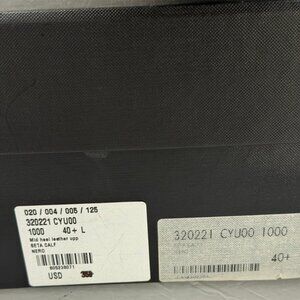 020 / 004 / 005 / 125
320221 CYU00
1000 40+ L
Mid heel leather upp
SETA CALF
NERO
USD
320221 CYU00 1000
40+